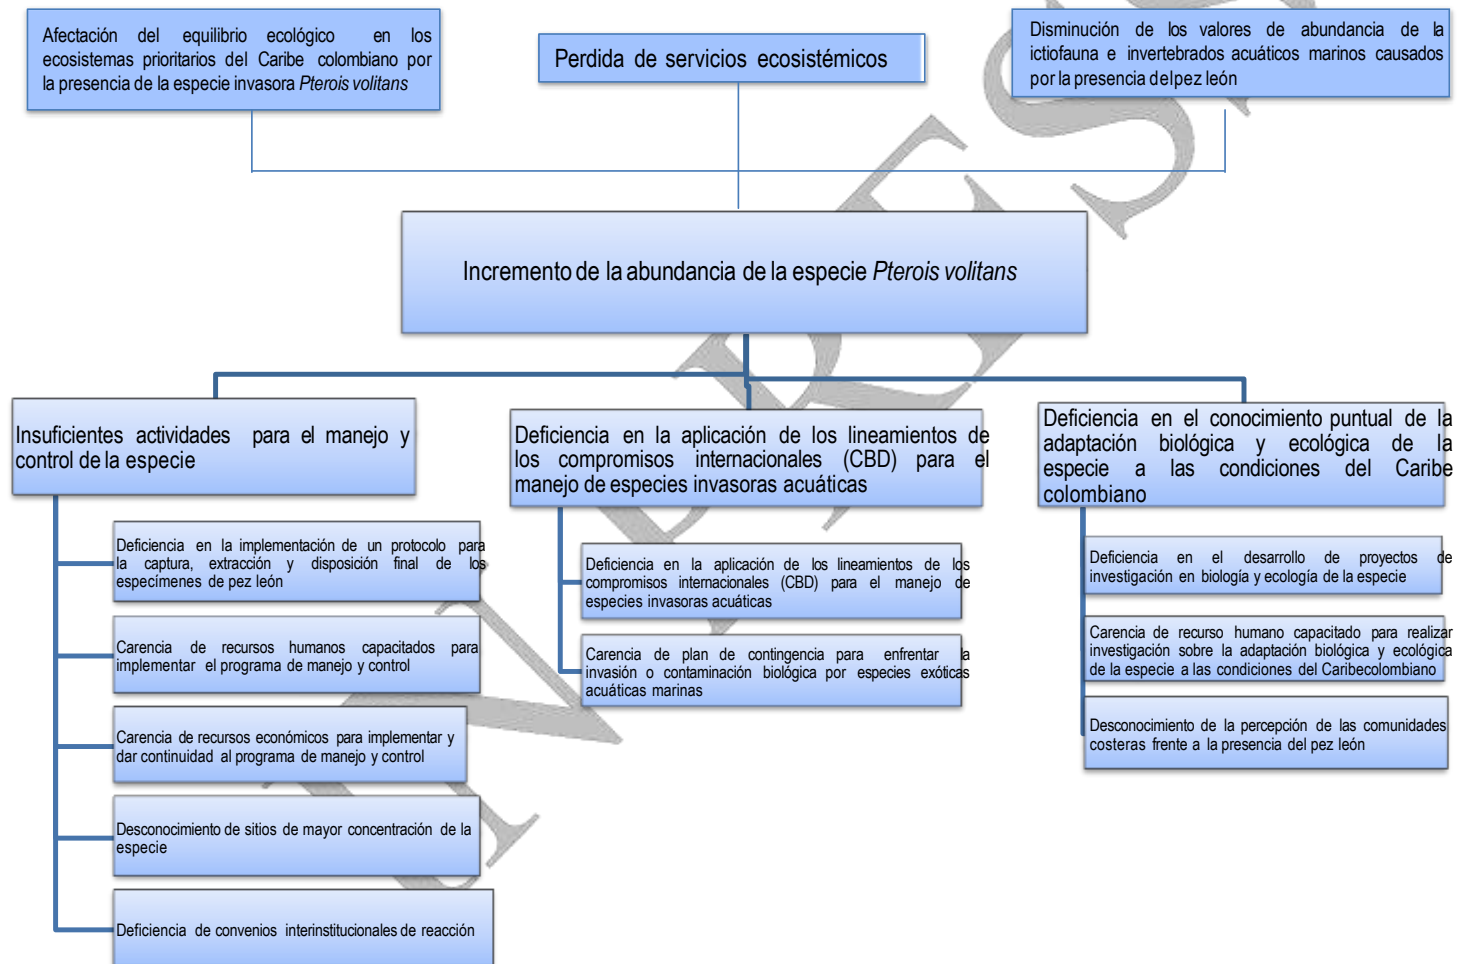 Afectación del equilibrio ecológico en los
ecosistemas prioritarios del Caribe colombiano por
la presencia de la especie invasora Pterois volitans
Perdida de servicios ecosistémicos
Disminución de los valores de abundancia de la
ictiofauna e invertebrados acuáticos marinos causados
por la presencia delpez león
Incremento de la abundancia de la especie Pterois volitans
Insuficientes actividades para el manejo y
control de la especie
Deficiencia en la implementación de un protocolo para
la captura, extracción y disposición final de los
especímenes de pez león
Carencia de recursos humanos capacitados para
implementar el programa de manejo y control
Carencia de recursos económicos para implementar y
dar continuidad al programa de manejo y control
Desconocimiento de sitios de mayor concentración de la
especie
Deficiencia de convenios interinstitucionales de reacción
Deficiencia en la aplicación de los lineamientos de
los compromisos internacionales (CBD) para el
manejo de especies invasoras acuáticas
Deficiencia en la aplicación de los lineamientos de los
compromisos internacionales (CBD) para el manejo de
especies invasoras acuáticas
Carencia de plan de contingencia para enfrentar la
invasión o contaminación biológica por especies exóticas
acuáticas marinas
Deficiencia en el conocimiento puntual de la
adaptación biológica y ecológica de la
especie a las condiciones del Caribe
colombiano
Deficiencia en el desarrollo de proyectos de
investigación en biología y ecología de la especie
Carencia de recurso humano capacitado para realizar
investigación sobre la adaptación biológica y ecológica
de la especie a las condiciones del Caribecolombiano
Desconocimiento de la percepción de las comunidades
costeras frente a la presencia del pez león